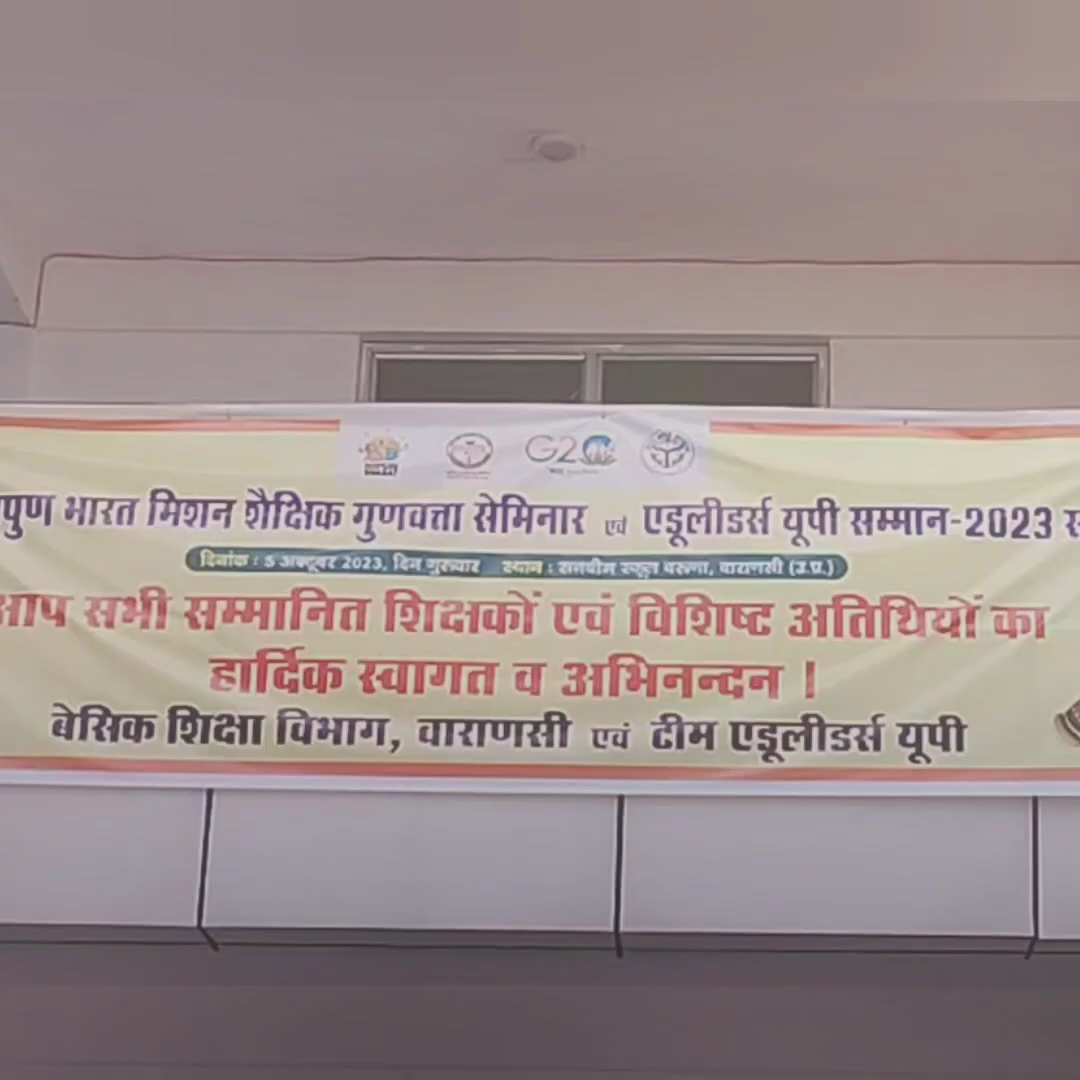 G20
पुण भारत मिशन शैक्षिक गुणवत्ता सेमिनार एवं एडूलीडर्स यूपी सम्मान-2023
दिनांक : 5 अक्टूबर 2023, दिन गुरूवार स्थान : सनबीम स्कूल वरूणा, वाराणसी (उ.प्र.)
आप सभी सम्मानित शिक्षकों एवं विशिष्ट अतिथियों का
हार्दिक स्वागत व अभिनन्दन !
बेसिक शिक्षा विभाग, वाराणसी एवं टीम एडूलीडर्स यूपी